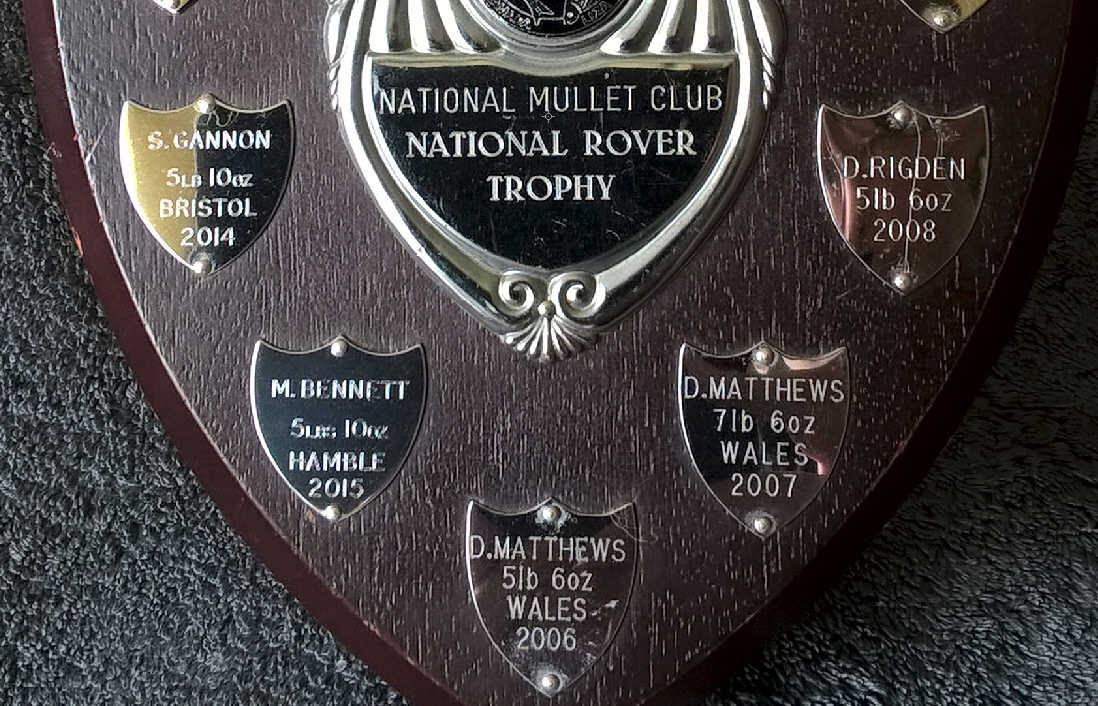 NATIONAL MULLET CLUB
NATIONAL ROVER
TROPHY
S. GANNON
5LB 10OZ
BRISTOL
2014
D.RIGDEN
5lb 6oz
2008
M. BENNETT
5LBS 10OZ
HAMBLE
2015
D.MATTHEWS
7lb 6oz
WALES
2007
D.MATTHEWS
5lb 6oz
WALES
2006